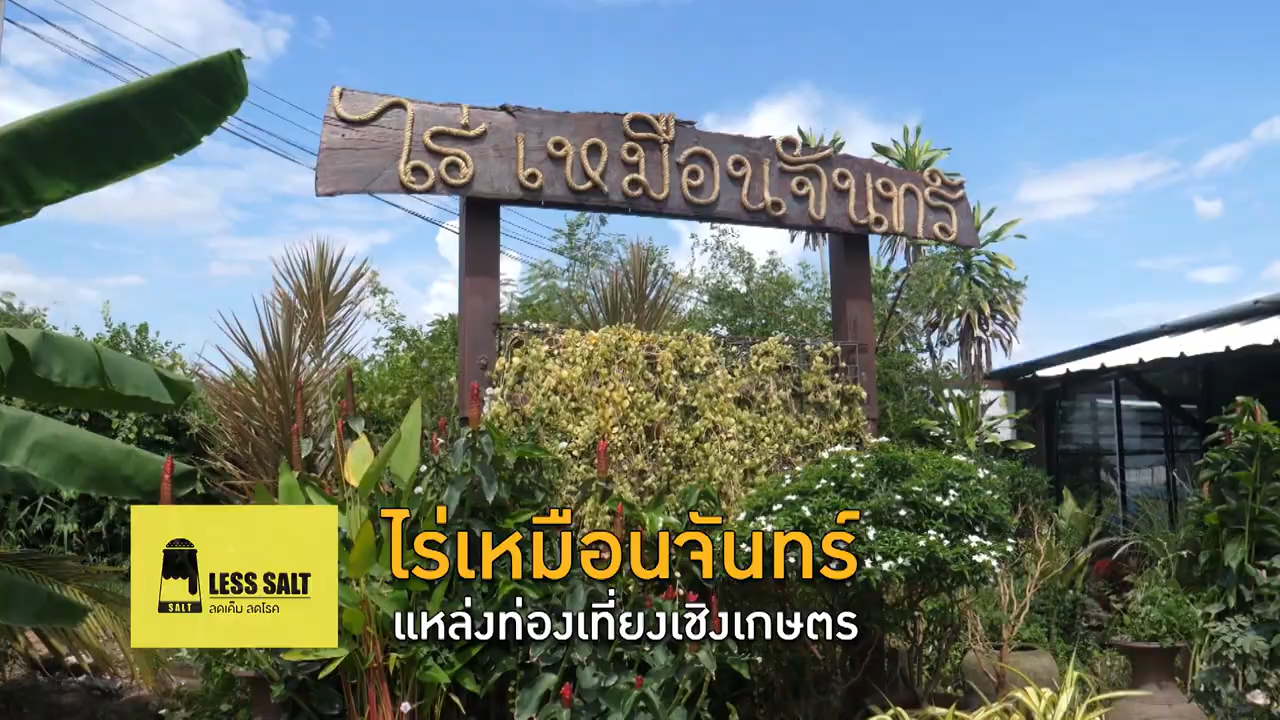 ไร่ เหมือนจันทร์
ไร่เหมือนจันทร์
แหล่งท่องเที่ยงเชิงเกษตร
LESS SALT
ลดเค็ม ลดโรค
SALT